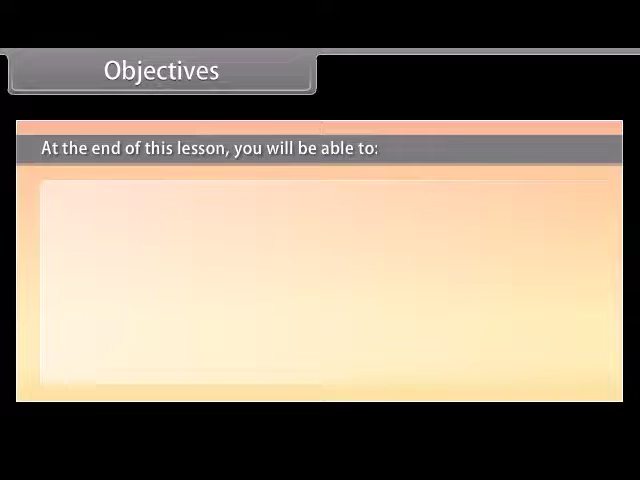 Objectives
At the end of this lesson, you will be able to: